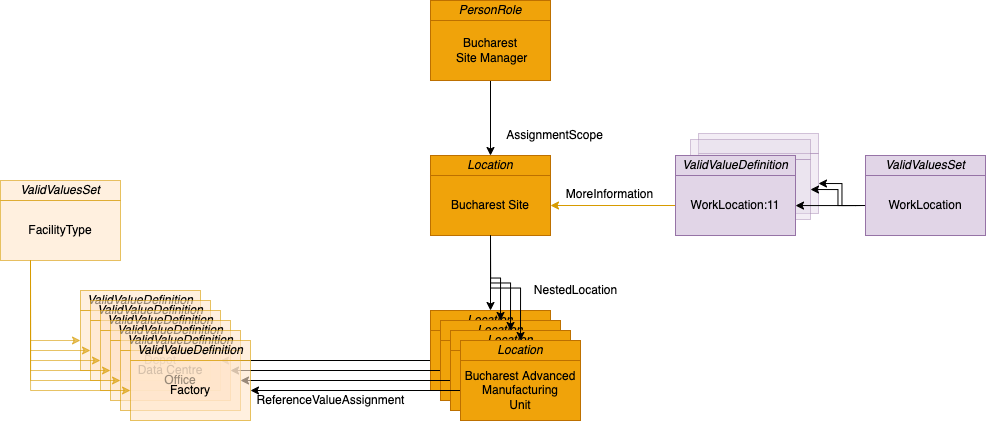 PersonRole
Bucharest
Site Manager
AssignmentScope
Location
Bucharest Site
MoreInformation
ValidValueDefinition
WorkLocation:11
ValidValuesSet
WorkLocation
ValidValuesSet
FacilityType
NestedLocation
ValidValueDefinition
ValidValueDefinition
ValidValueDefinition
ValidValueDefinition
ValidValueDefinition
ValidValueDefinition
Data Centre
Office
Factory
ReferenceValueAssignment
Location
Location
Location
Location
Bucharest Advanced
Manufacturing
Unit